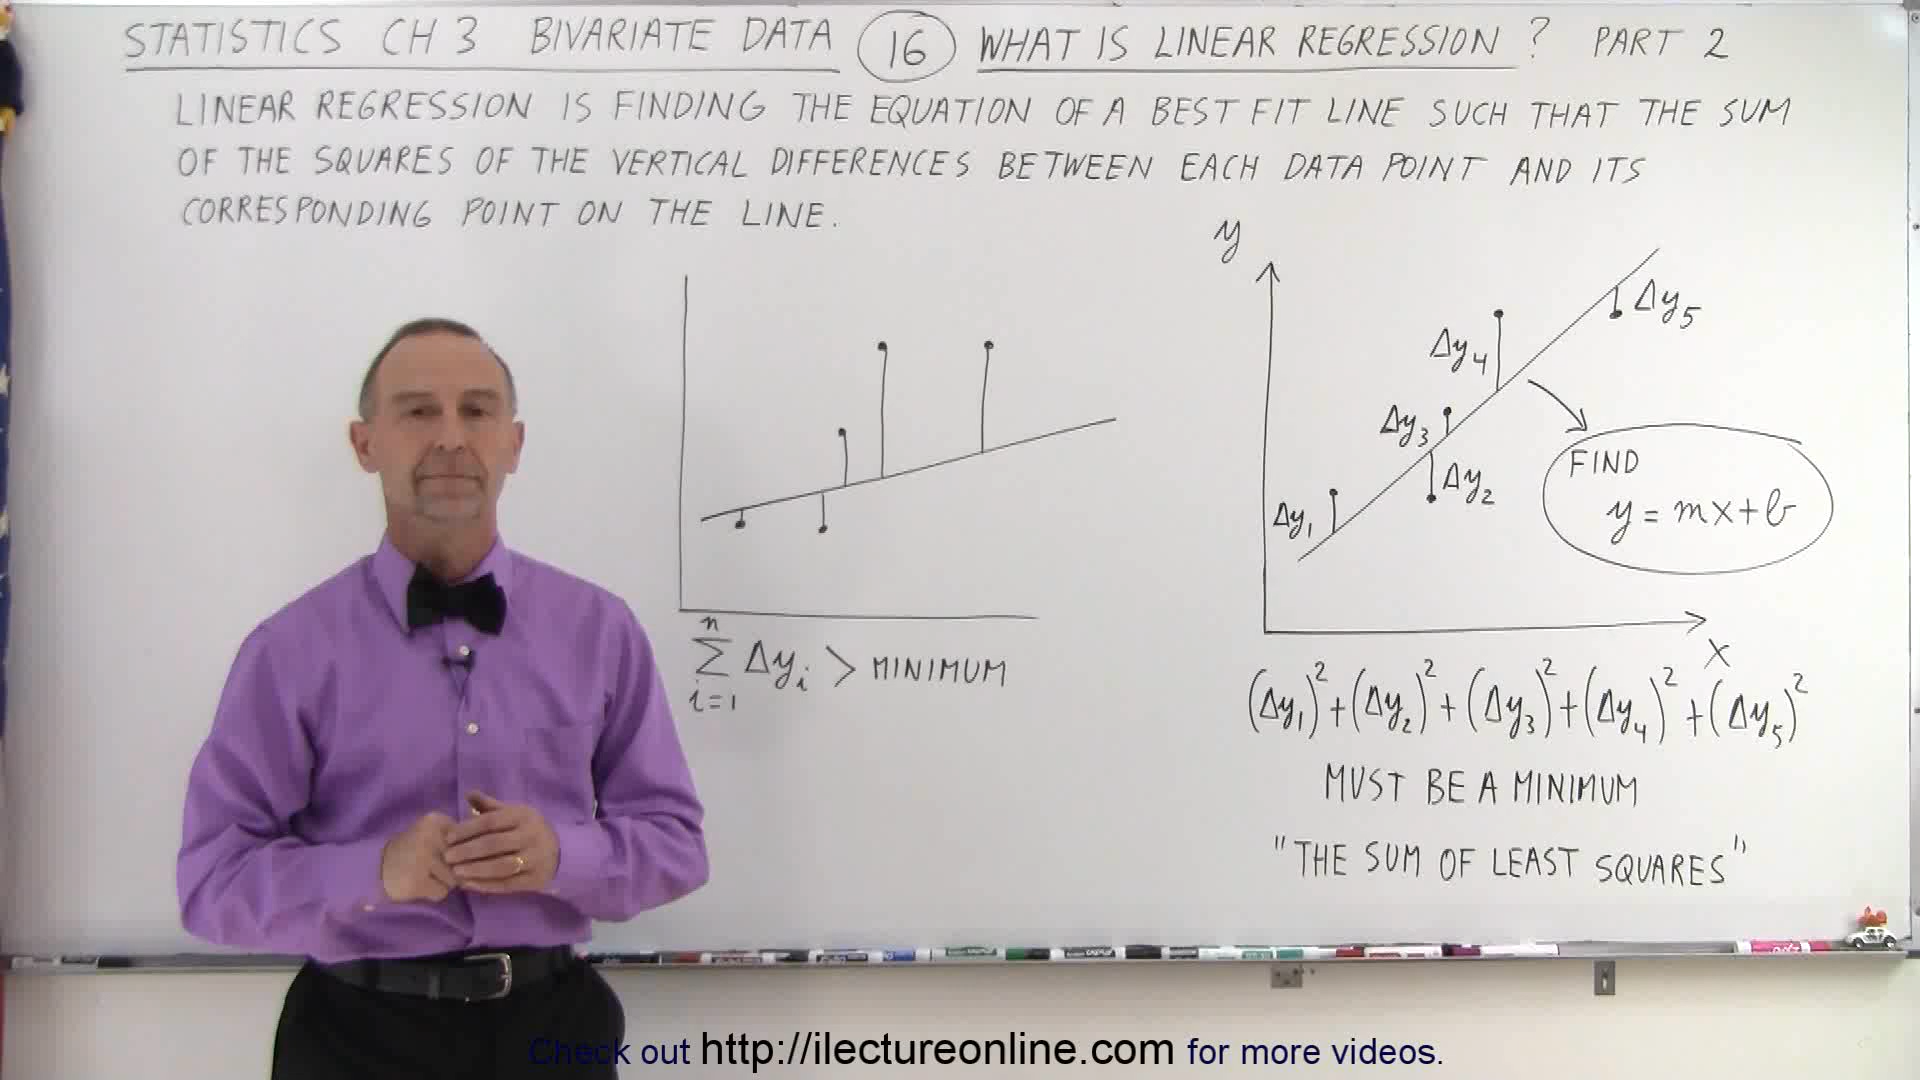 STATISTICS CH 3 BIVARIATE DATA 16 WHAT IS LINEAR REGRESSION? PART 2
LINEAR REGRESSION IS FINDING THE EQUATION OF A BEST FIT LINE SUCH THAT THE SUM
OF THE SQUARES OF THE VERTICAL DIFFERENCES BETWEEN EACH DATA POINT AND ITS
CORRESPONDING POINT ON THE LINE.
y
Δy₅
Δy₄
Δy₃
Δy₂
Δy₁
FIND
y = mx + b
x
n
∑ Δyᵢ > MINIMUM
i=1
(Δy₁)² + (Δy₂)² + (Δy₃)² + (Δy₄)² + (Δy₅)²
MUST BE A MINIMUM
"THE SUM OF LEAST SQUARES"
Check out http://ilectureonline.com for more videos.